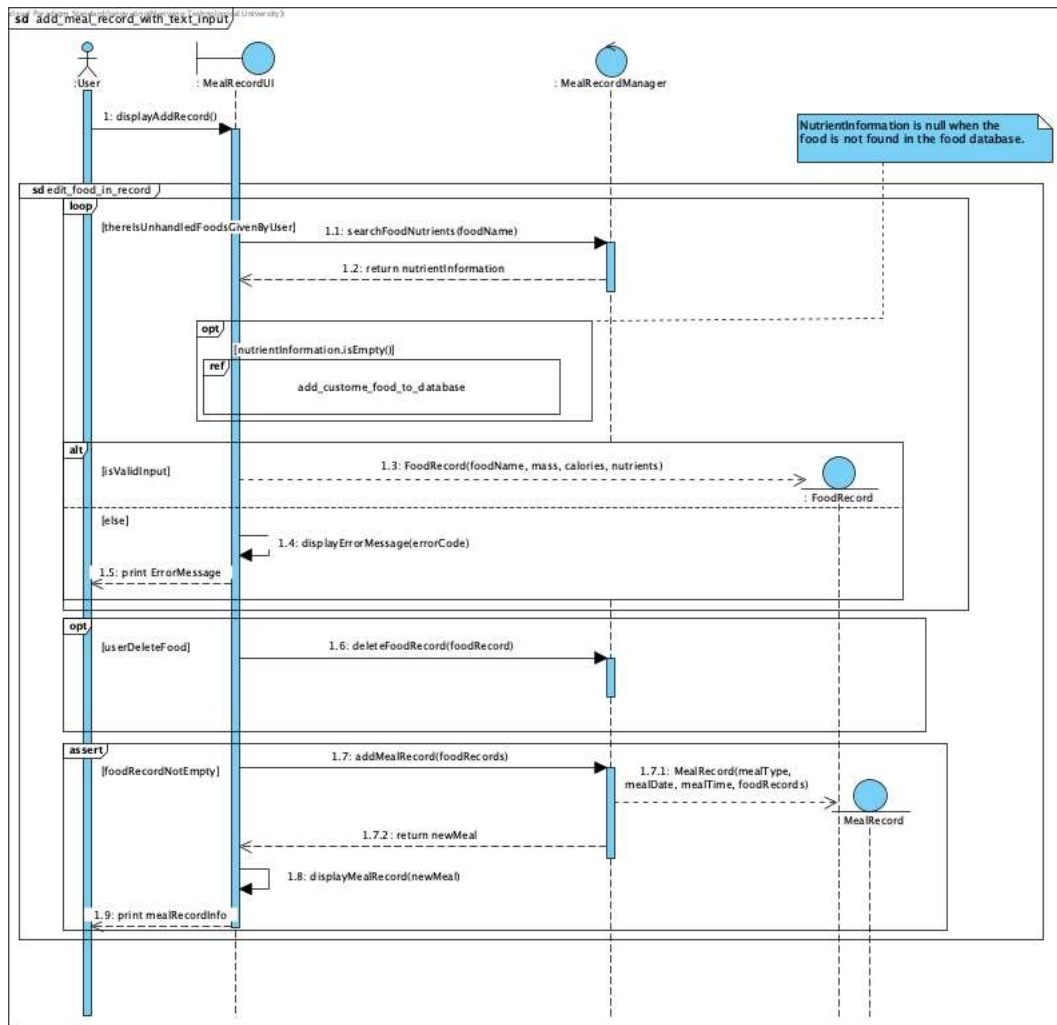 sd add_meal_record_with_text_input
:User
: MealRecordUI
: MealRecordManager
1: displayAddRecord()
NutrientInformation is null when the
food is not found in the food database.
sd edit_food_in_record
loop
[thereIsUnhandledFoodsGivenByUser]
1.1: searchFoodNutrients(foodName)
1.2: return nutrientInformation
opt
[nutrientInformation.isEmpty()]
ref
add_custome_food_to_database
alt
[isValidInput]
1.3: FoodRecord(foodName, mass, calories, nutrients)
: FoodRecord
[else]
1.4: displayErrorMessage(errorCode)
1.5: print ErrorMessage
opt
[userDeleteFood]
1.6: deleteFoodRecord(foodRecord)
assert
[foodRecordNotEmpty]
1.7: addMealRecord(foodRecords)
1.7.1: MealRecord(mealType,
mealDate, mealTime, foodRecords)
: MealRecord
1.7.2: return newMeal
1.8: displayMealRecord(newMeal)
1.9: print mealRecordInfo